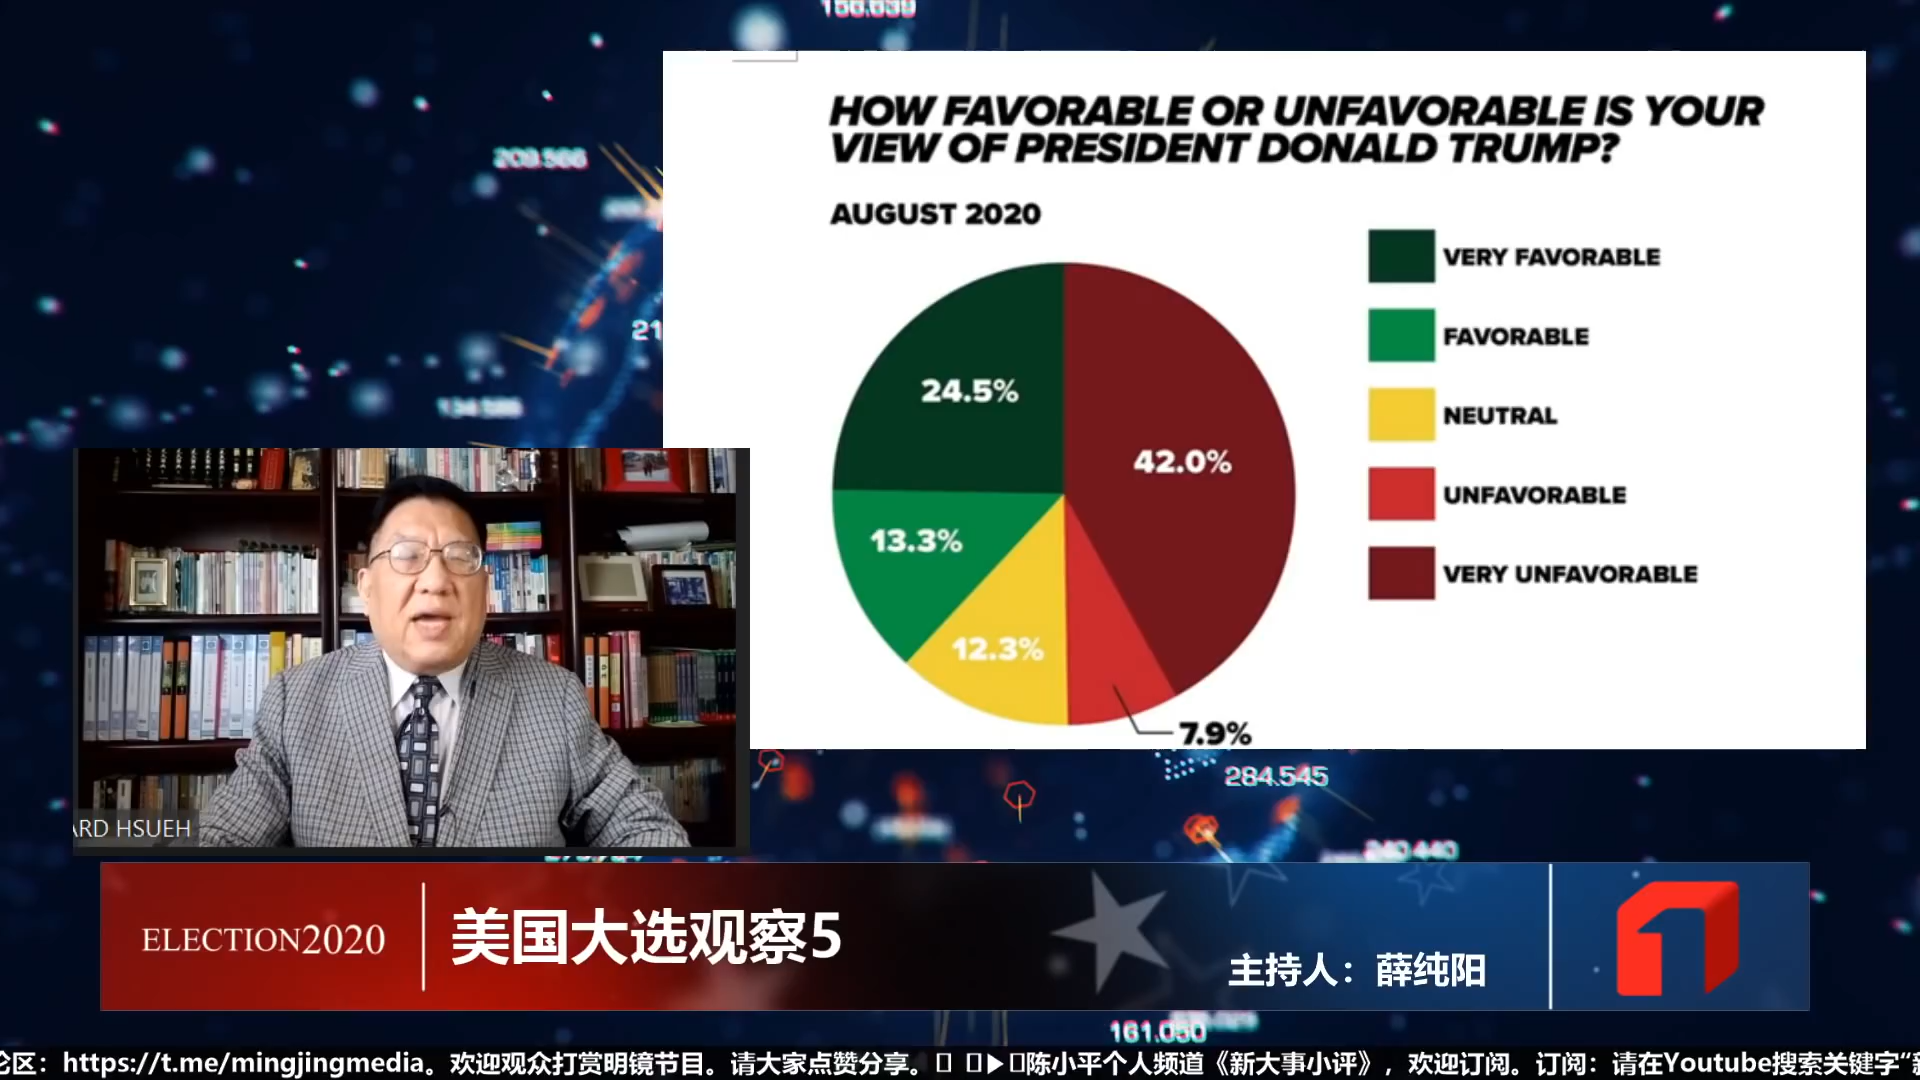 HOW FAVORABLE OR UNFAVORABLE IS YOUR
VIEW OF PRESIDENT DONALD TRUMP?
AUGUST 2020
VERY FAVORABLE
FAVORABLE
NEUTRAL
UNFAVORABLE
VERY UNFAVORABLE
24.5%
42.0%
13.3%
12.3%
7.9%
ARD HSUEH
284.545
161.050
ELECTION2020
美国大选观察5
主持人：薛纯阳
论区：https://t.me/mingjingmedia。欢迎观众打赏明镜节目。请大家点赞分享。 ▶ 陈小平个人频道《新大事小评》，欢迎订阅。订阅：请在Youtube搜索关键字“新